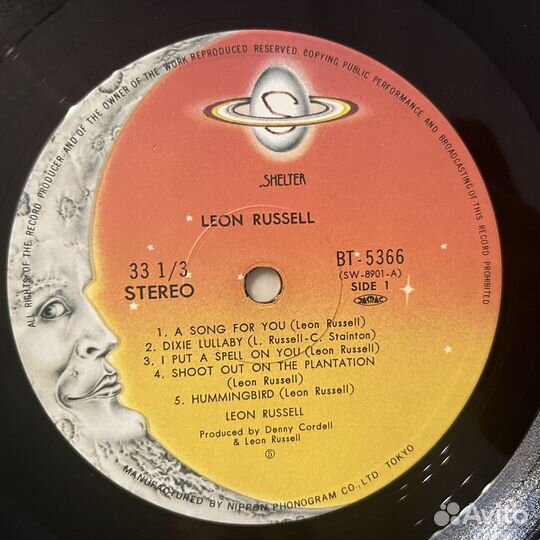 ALL RIGHTS OF THE RECORD PRODUCER AND OF THE OWNER OF THE WORK REPRODUCED RESERVED. COPYING, PUBLIC PERFORMANCE AND BROADCASTING OF THIS RECORD PROHIBITED
S
SHELTER
LEON RUSSELL
33 1/3
STEREO
BT-5366
(SW-8901-A)
SIDE 1
JASRAC
1. A SONG FOR YOU (Leon Russell)
2. DIXIE LULLABY (L. Russell-C. Stainton)
3. I PUT A SPELL ON YOU (Leon Russell)
4. SHOOT OUT ON THE PLANTATION
(Leon Russell)
5. HUMMINGBIRD (Leon Russell)
LEON RUSSELL
Produced by Denny Cordell
& Leon Russell
Ⓢ
MANUFACTURED BY NIPPON PHONOGRAM CO., LTD. TOKYO
Avito